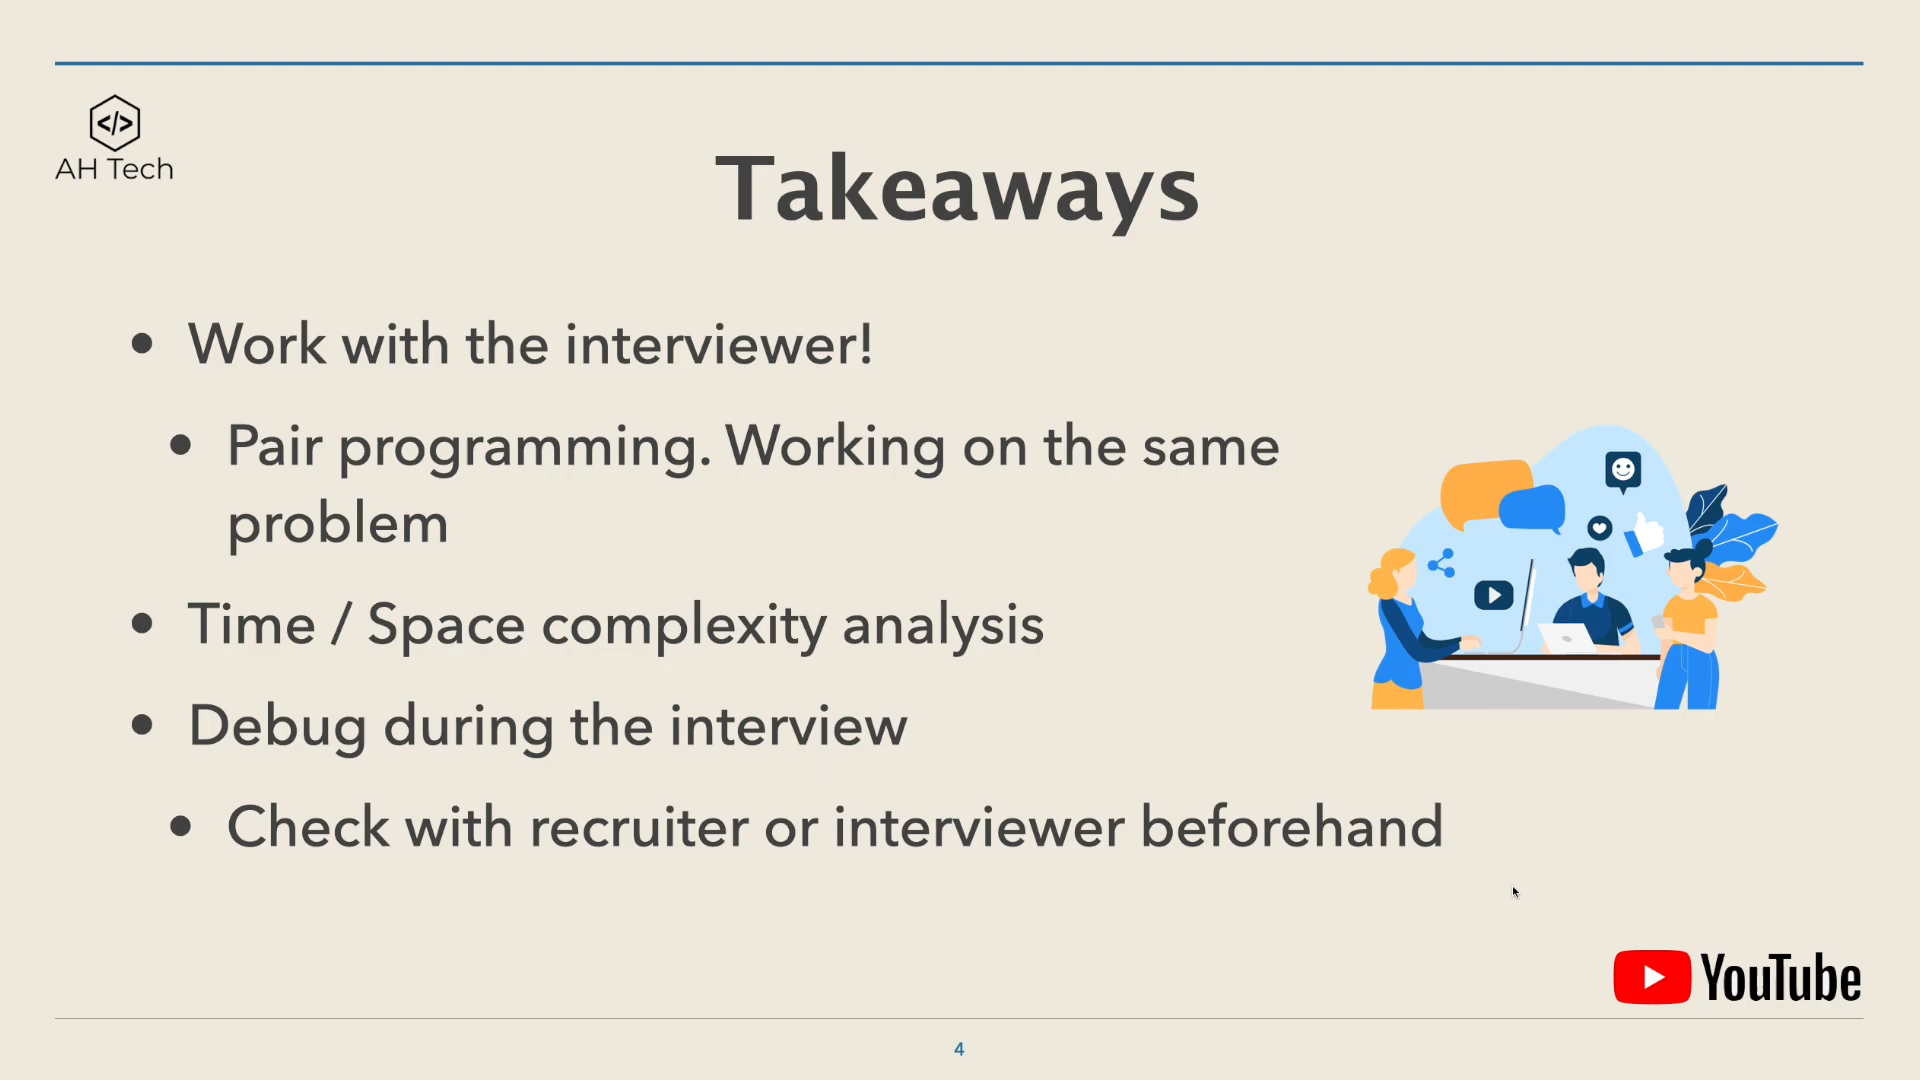 </>
AH Tech
Takeaways
• Work with the interviewer!
• Pair programming. Working on the same
problem
• Time / Space complexity analysis
• Debug during the interview
• Check with recruiter or interviewer beforehand
YouTube
4